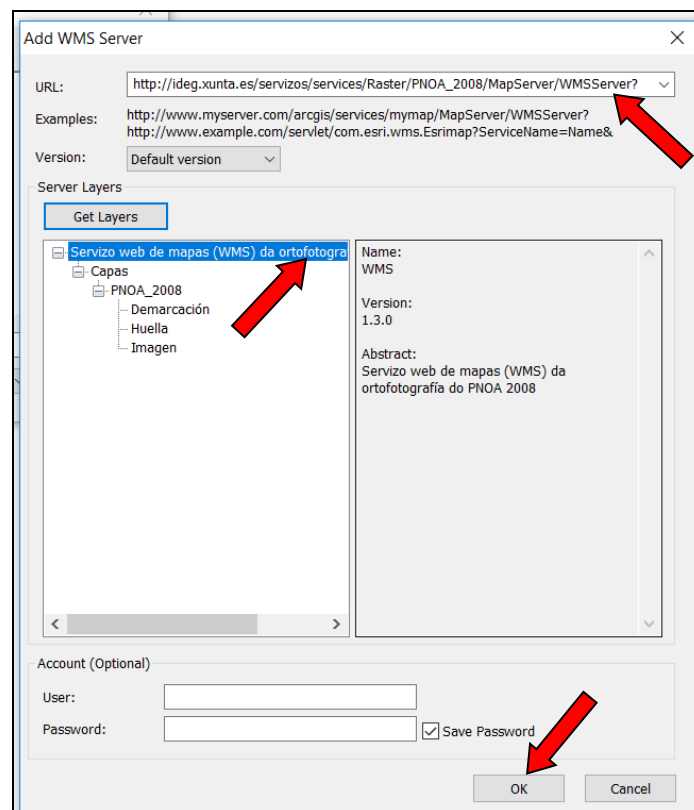 Add WMS Server
URL:
http://ideg.xunta.es/servizos/services/Raster/PNOA_2008/MapServer/WMSServer?
Examples:
http://www.myserver.com/arcgis/services/mymap/MapServer/WMSServer?
http://www.example.com/servlet/com.esri.wms.Esrimap?ServiceName=Name&
Version:
Default version
Server Layers
Get Layers
Servizo web de mapas (WMS) da ortofotogra
Capas
PNOA_2008
Demarcación
Huella
Imagen
Name:
WMS
Version:
1.3.0
Abstract:
Servizo web de mapas (WMS) da
ortofotografía do PNOA 2008
Account (Optional)
User:
Password:
Save Password
OK
Cancel